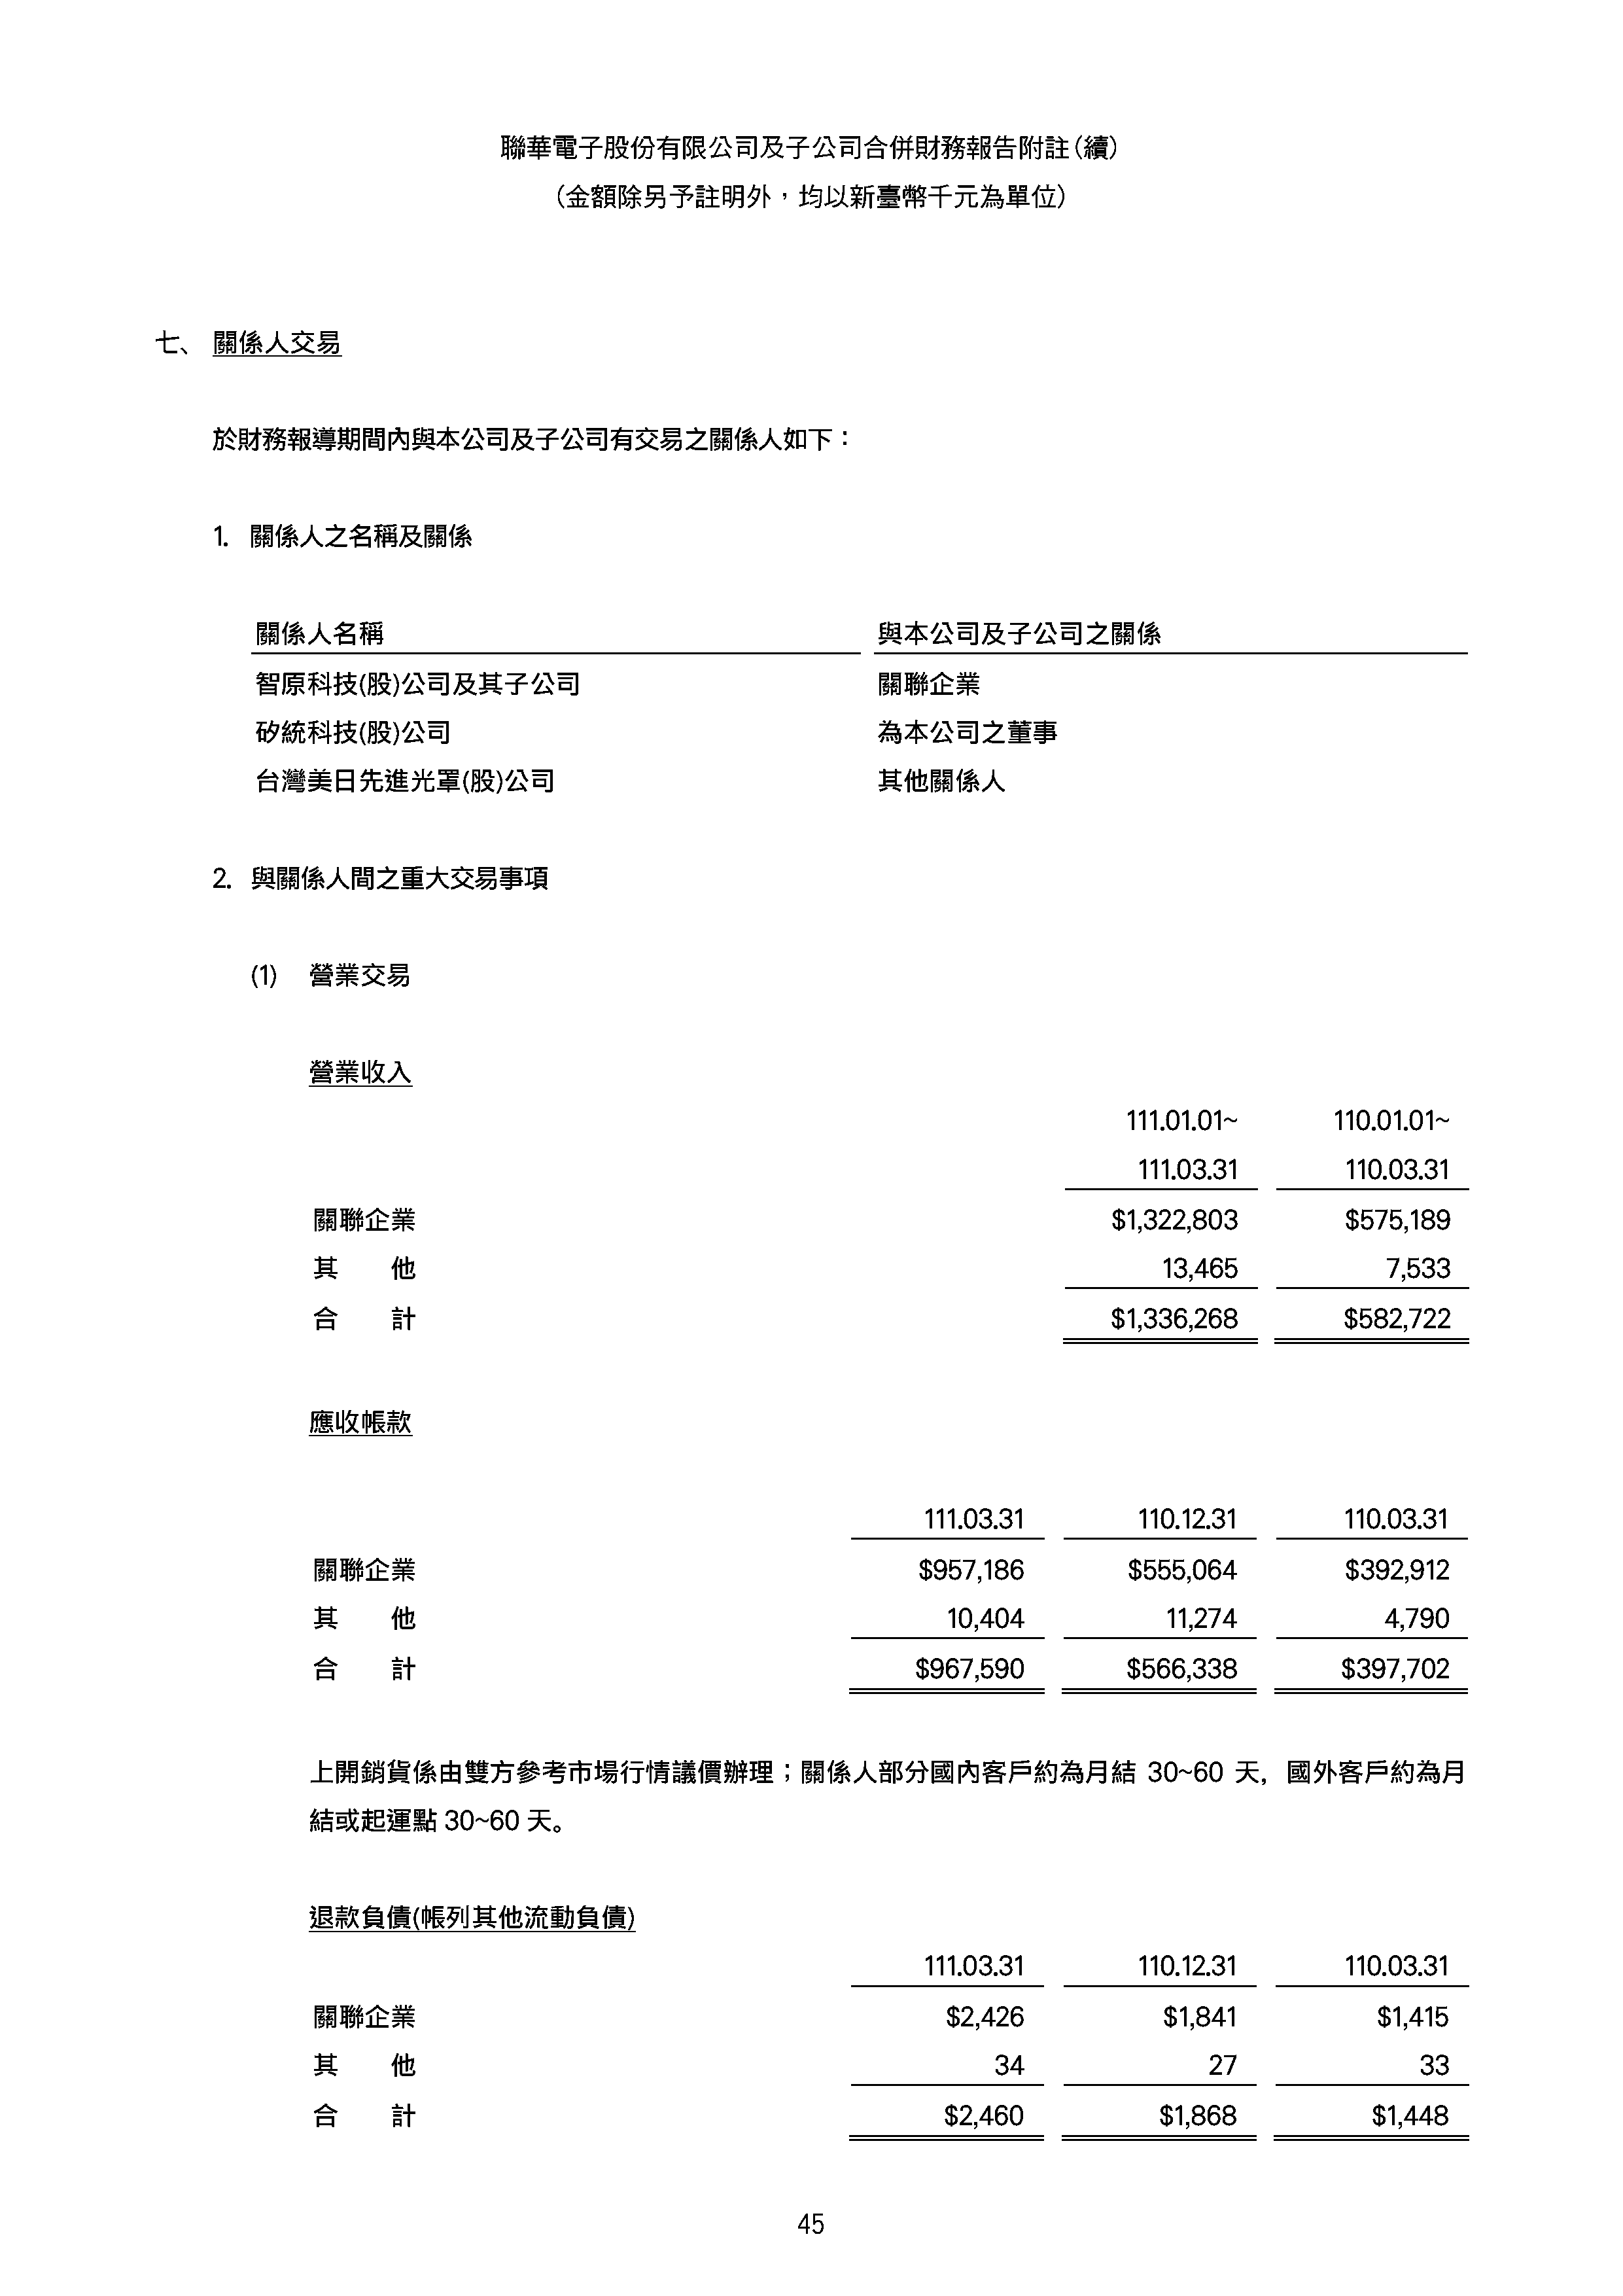 聯華電子股份有限公司及子公司合併財務報告附註(續)
(金額除另予註明外，均以新臺幣千元為單位)
七、 關係人交易
於財務報導期間內與本公司及子公司有交易之關係人如下：
1. 關係人之名稱及關係
關係人名稱 與本公司及子公司之關係
智原科技(股)公司及其子公司 關聯企業
矽統科技(股)公司 為本公司之董事
台灣美日先進光罩(股)公司 其他關係人
2. 與關係人間之重大交易事項
(1) 營業交易
營業收入
111.01.01~ 110.01.01~
111.03.31 110.03.31
關聯企業 $1,322,803 $575,189
其 他 13,465 7,533
合 計 $1,336,268 $582,722
應收帳款
111.03.31 110.12.31 110.03.31
關聯企業 $957,186 $555,064 $392,912
其 他 10,404 11,274 4,790
合 計 $967,590 $566,338 $397,702
上開銷貨係由雙方參考市場行情議價辦理；關係人部分國內客戶約為月結 30~60 天，國外客戶約為月
結或起運點 30~60 天。
退款負債(帳列其他流動負債)
111.03.31 110.12.31 110.03.31
關聯企業 $2,426 $1,841 $1,415
其 他 34 27 33
合 計 $2,460 $1,868 $1,448
45